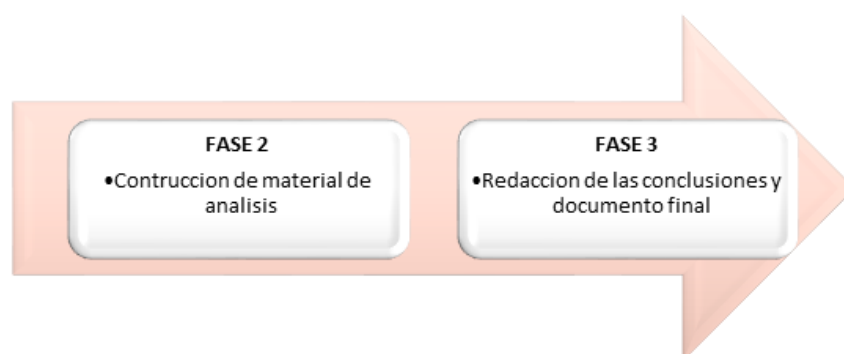 FASE 2
•Contruccion de material de
analisis
FASE 3
•Redaccion de las conclusiones y
documento final